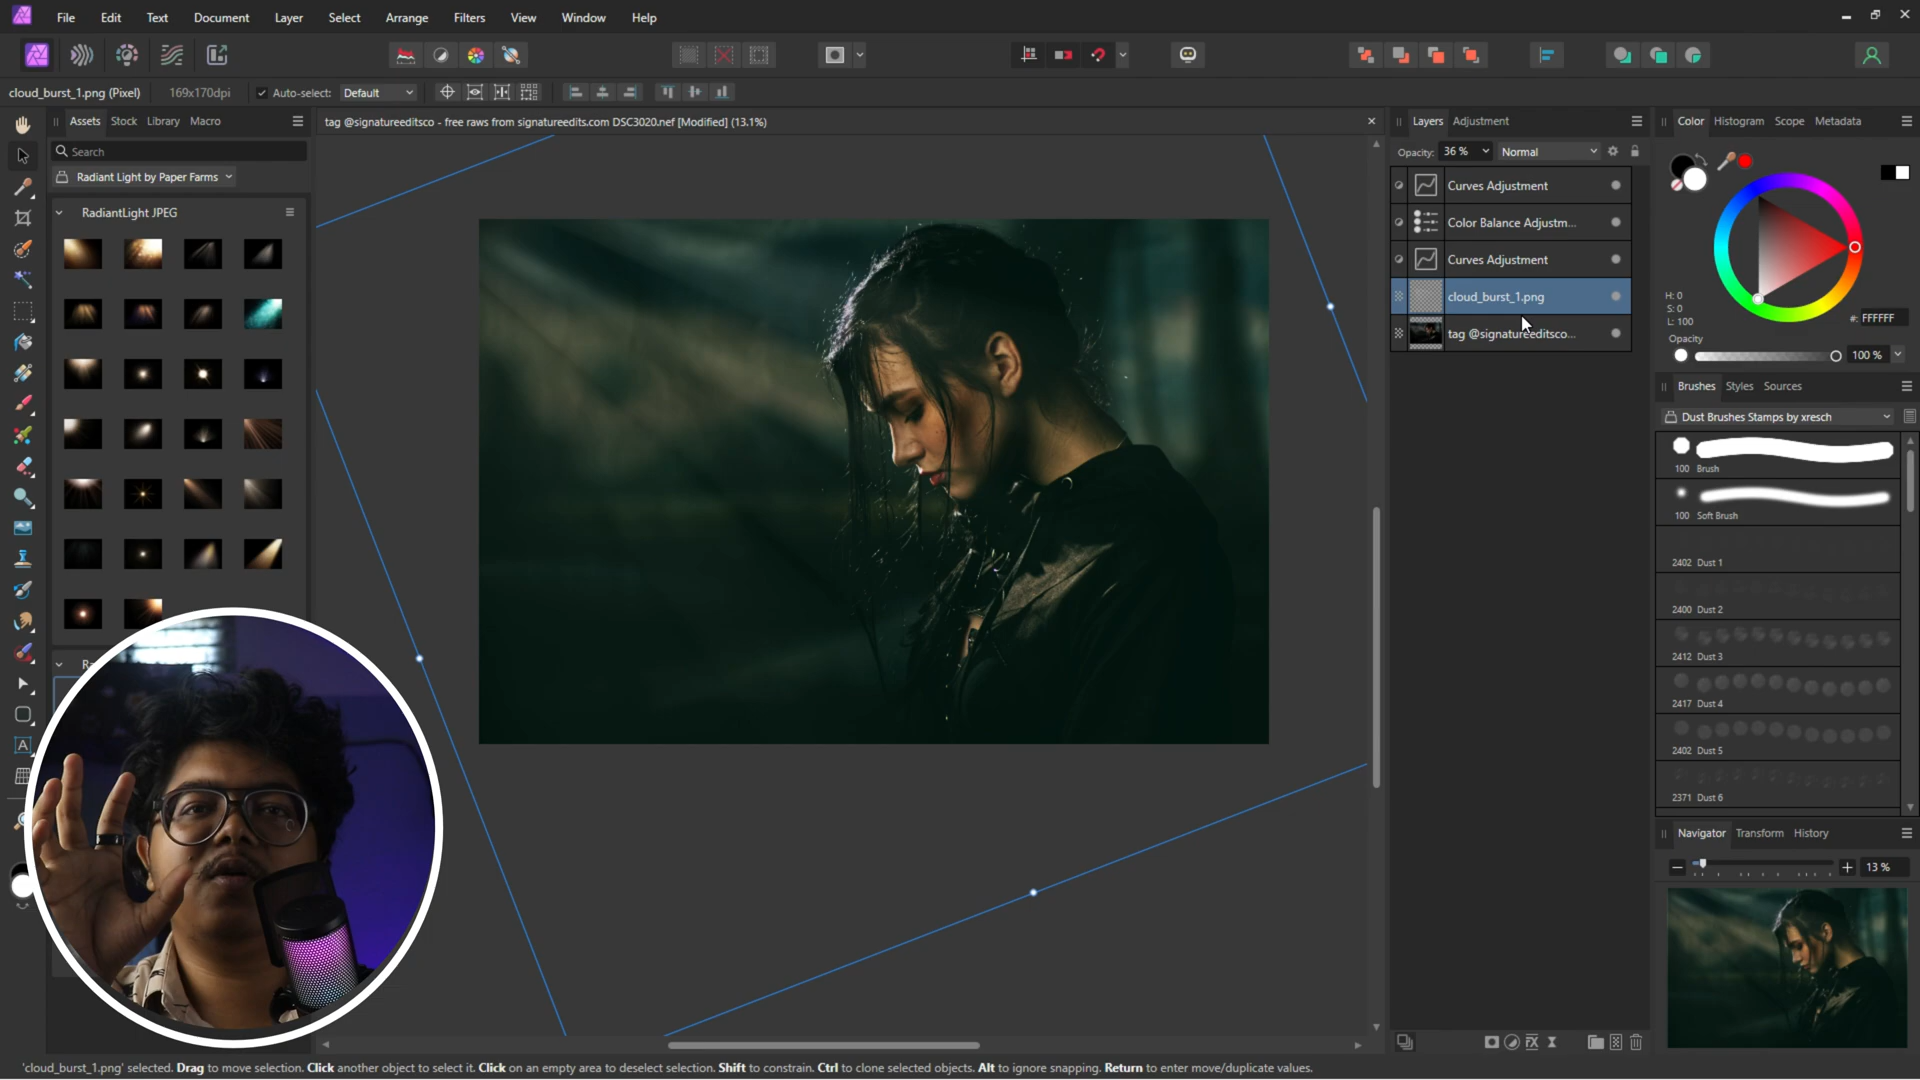 File Edit Text Document Layer Select Arrange Filters View Window Help
cloud_burst_1.png (Pixel) 169x170dpi Auto-select: Default
Assets Stock Library Macro
tag @signatureeditsco - free raws from signatureedits.com DSC3020.nef [Modified] (13.1%)
Layers Adjustment
Color Histogram Scope Metadata
Search
Opacity: 36 % Normal
Radiant Light by Paper Farms
RadiantLight JPEG
Curves Adjustment
Color Balance Adjustm...
Curves Adjustment
cloud_burst_1.png
tag @signatureeditsco...
H: 0
S: 0
L: 100
#: FFFFFF
Opacity
100 %
Brushes Styles Sources
Dust Brushes Stamps by xresch
100 Brush
100 Soft Brush
2402 Dust 1
2400 Dust 2
2412 Dust 3
2417 Dust 4
2402 Dust 5
2371 Dust 6
Navigator Transform History
13 %
'cloud_burst_1.png' selected. Drag to move selection. Click another object to select it. Click on an empty area to deselect selection. Shift to constrain. Ctrl to clone selected objects. Alt to ignore snapping. Return to enter move/duplicate values.